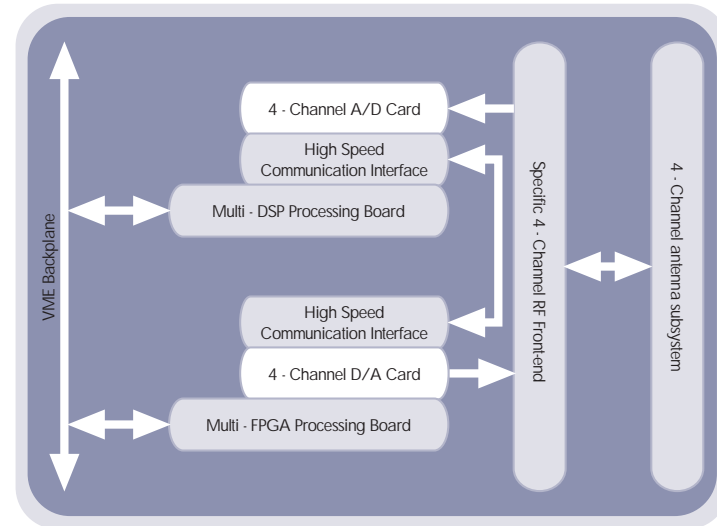 VME Backplane
4 - Channel A/D Card
High Speed
Communication Interface
Multi - DSP Processing Board
High Speed
Communication Interface
4 - Channel D/A Card
Multi - FPGA Processing Board
Specific 4 - Channel RF Front-end
4 - Channel antenna subsystem